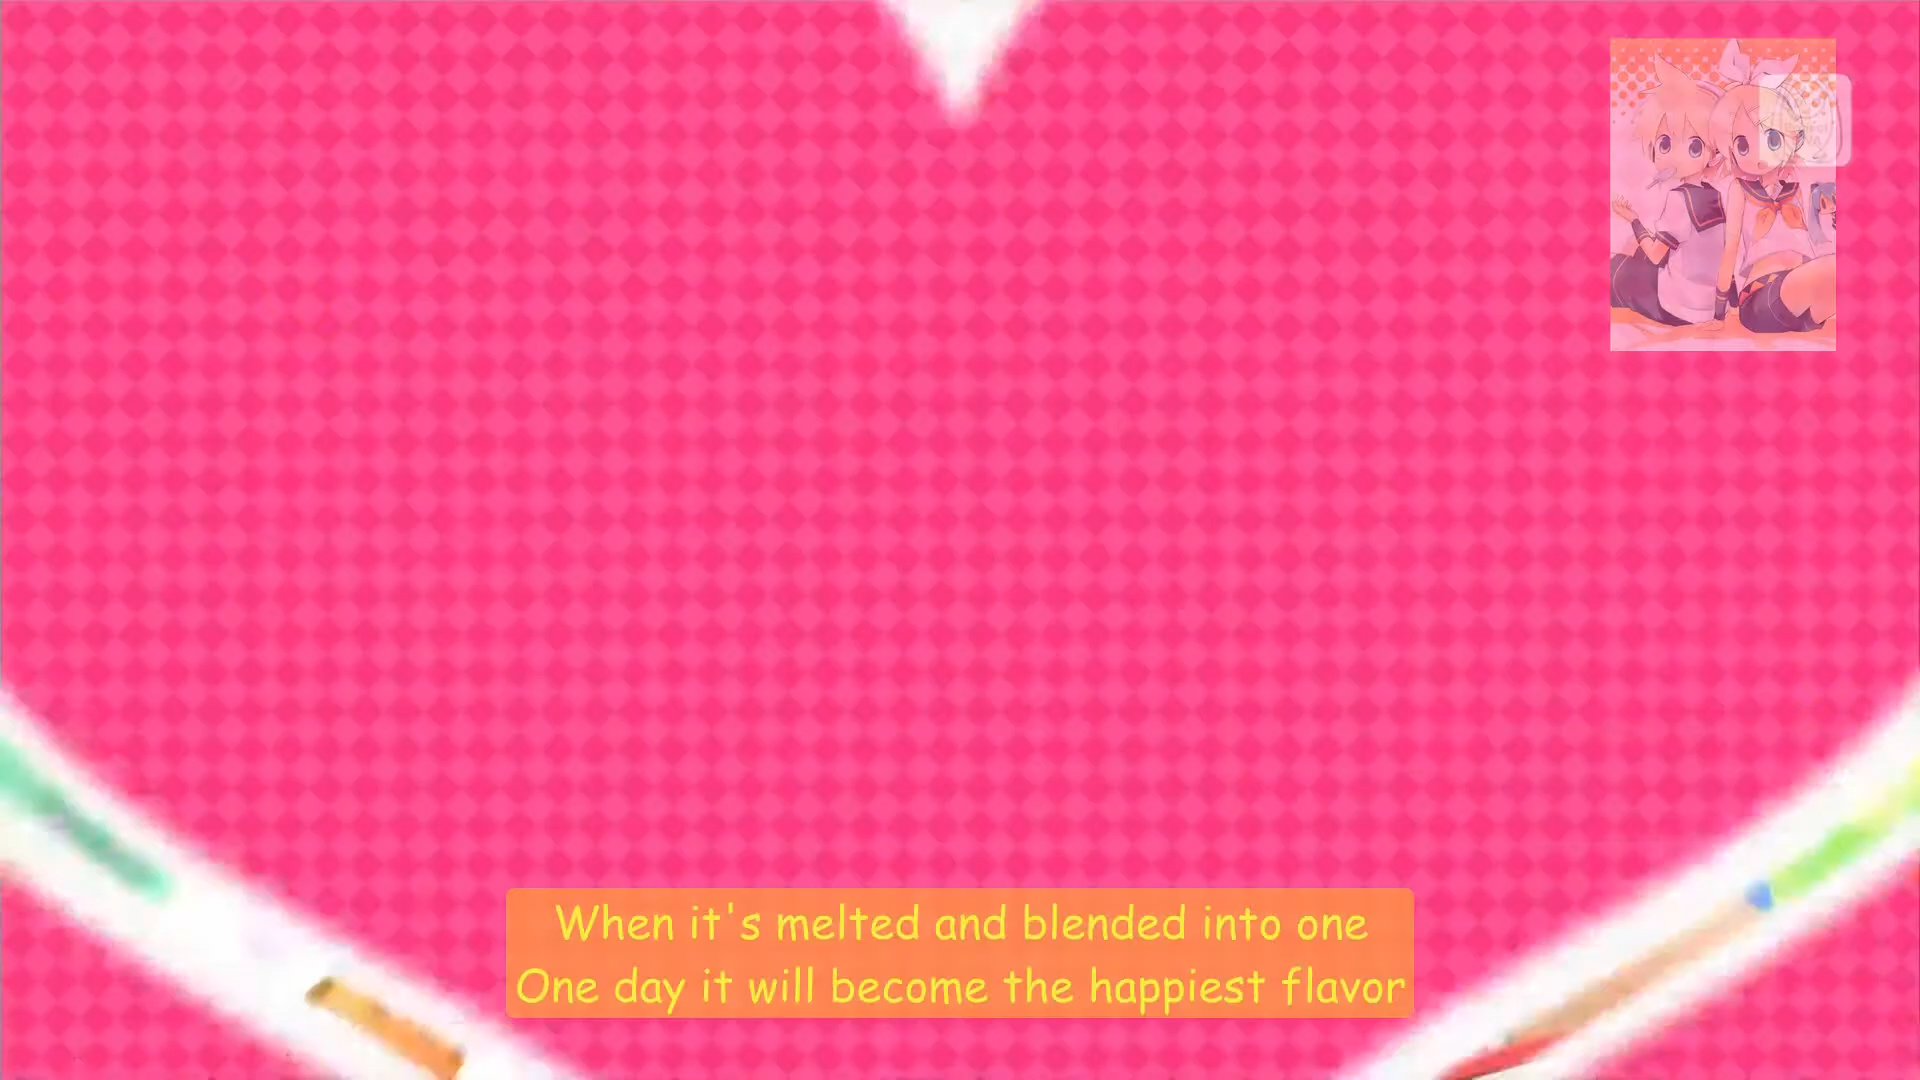 When it's melted and blended into one
One day it will become the happiest flavor